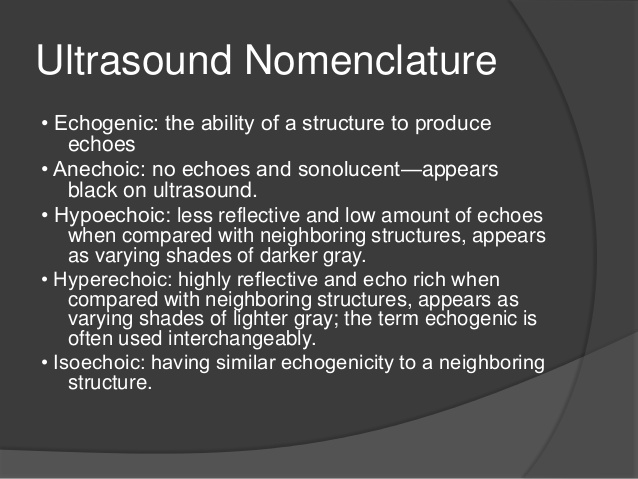 Ultrasound Nomenclature
• Echogenic: the ability of a structure to produce
echoes
• Anechoic: no echoes and sonolucent—appears
black on ultrasound.
• Hypoechoic: less reflective and low amount of echoes
when compared with neighboring structures, appears
as varying shades of darker gray.
• Hyperechoic: highly reflective and echo rich when
compared with neighboring structures, appears as
varying shades of lighter gray; the term echogenic is
often used interchangeably.
• Isoechoic: having similar echogenicity to a neighboring
structure.